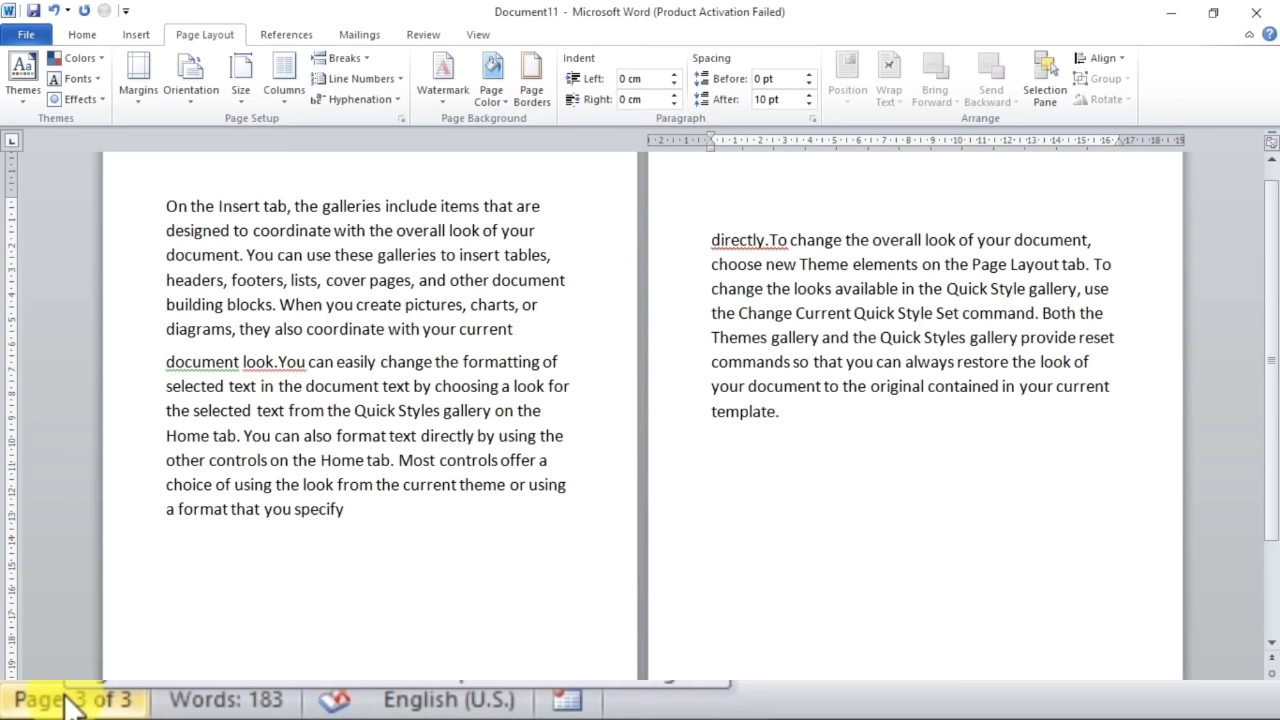 Document11 - Microsoft Word (Product Activation Failed)
File Home Insert Page Layout References Mailings Review View
Themes
Colors
Fonts
Effects
Themes
Margins
Orientation
Size
Columns
Breaks
Line Numbers
Hyphenation
Page Setup
Watermark
Page Color
Page Borders
Page Background
Indent
Left: 0 cm
Right: 0 cm
Spacing
Before: 0 pt
After: 10 pt
Paragraph
Position
Wrap Text
Bring Forward
Send Backward
Selection Pane
Align
Group
Rotate
Arrange
On the Insert tab, the galleries include items that are
designed to coordinate with the overall look of your
document. You can use these galleries to insert tables,
headers, footers, lists, cover pages, and other document
building blocks. When you create pictures, charts, or
diagrams, they also coordinate with your current
document look.You can easily change the formatting of
selected text in the document text by choosing a look for
the selected text from the Quick Styles gallery on the
Home tab. You can also format text directly by using the
other controls on the Home tab. Most controls offer a
choice of using the look from the current theme or using
a format that you specify
directly.To change the overall look of your document,
choose new Theme elements on the Page Layout tab. To
change the looks available in the Quick Style gallery, use
the Change Current Quick Style Set command. Both the
Themes gallery and the Quick Styles gallery provide reset
commands so that you can always restore the look of
your document to the original contained in your current
template.
Page 3 of 3 Words: 183 English (U.S.)